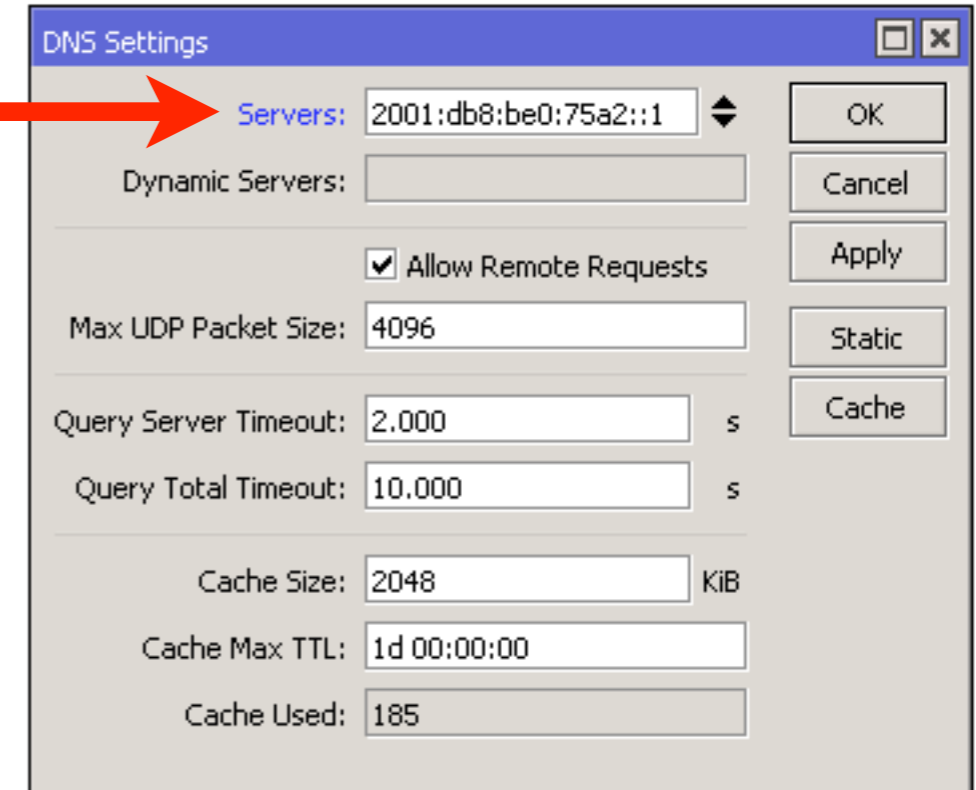 DNS Settings
Servers: 2001:db8:be0:75a2::1 OK
Dynamic Servers: Cancel
Allow Remote Requests Apply
Max UDP Packet Size: 4096 Static
Query Server Timeout: 2.000 s Cache
Query Total Timeout: 10.000 s
Cache Size: 2048 KiB
Cache Max TTL: 1d 00:00:00
Cache Used: 185